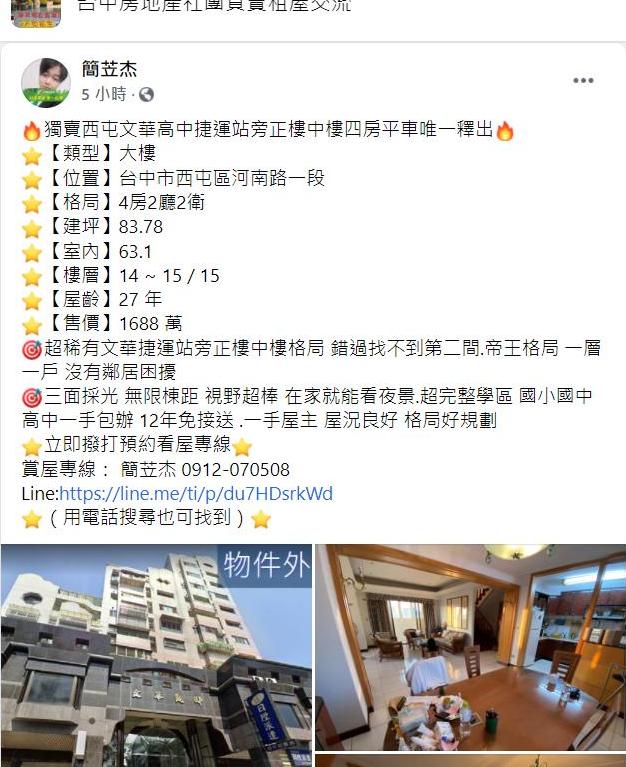 台中房地產社團買賣租屋交流
簡苙杰
5 小時
🔥獨賣西屯文華高中捷運站旁正樓中樓四房平車唯一釋出🔥
⭐【類型】大樓
⭐【位置】台中市西屯區河南路一段
⭐【格局】4房2廳2衛
⭐【建坪】83.78
⭐【室內】63.1
⭐【樓層】14 ~ 15 / 15
⭐【屋齡】27 年
⭐【售價】1688 萬
🎯超稀有文華捷運站旁正樓中樓格局 錯過找不到第二間.帝王格局 一層
一戶 沒有鄰居困擾
🎯三面採光 無限棟距 視野超棒 在家就能看夜景.超完整學區 國小國中
高中一手包辦 12年免接送 .一手屋主 屋況良好 格局好規劃
⭐立即撥打預約看屋專線⭐
賞屋專線： 簡苙杰 0912-070508
Line:https://line.me/ti/p/du7HDsrkWd
⭐（用電話搜尋也可找到）⭐
物件外